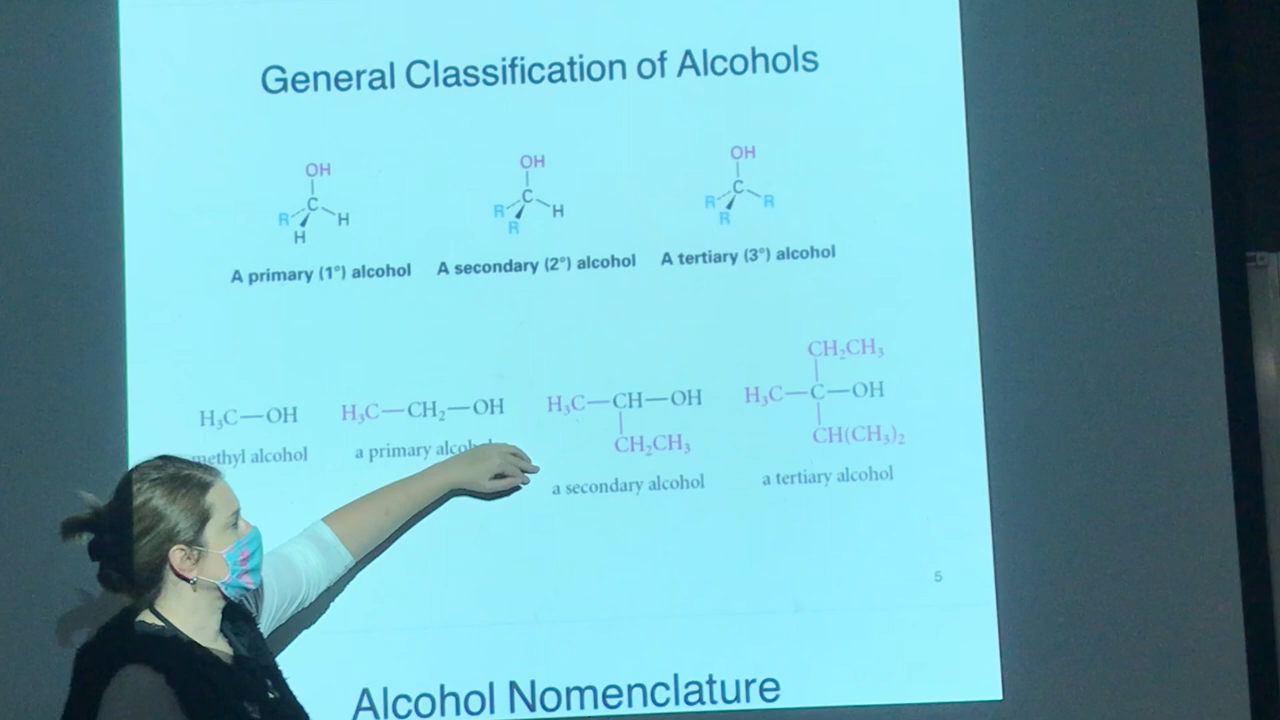 General Classification of Alcohols
OH
C
R
H
H
A primary (1°) alcohol
OH
C
R
H
R
A secondary (2°) alcohol
OH
C
R
R
R
A tertiary (3°) alcohol
H₃C—OH
methyl alcohol
H₃C—CH₂—OH
a primary
H₃C—CH—OH
CH₂CH₃
a secondary alcohol
CH₂CH₃
H₃C—C—OH
CH(CH₃)₂
a tertiary alcohol
5
Alcohol Nomenclature